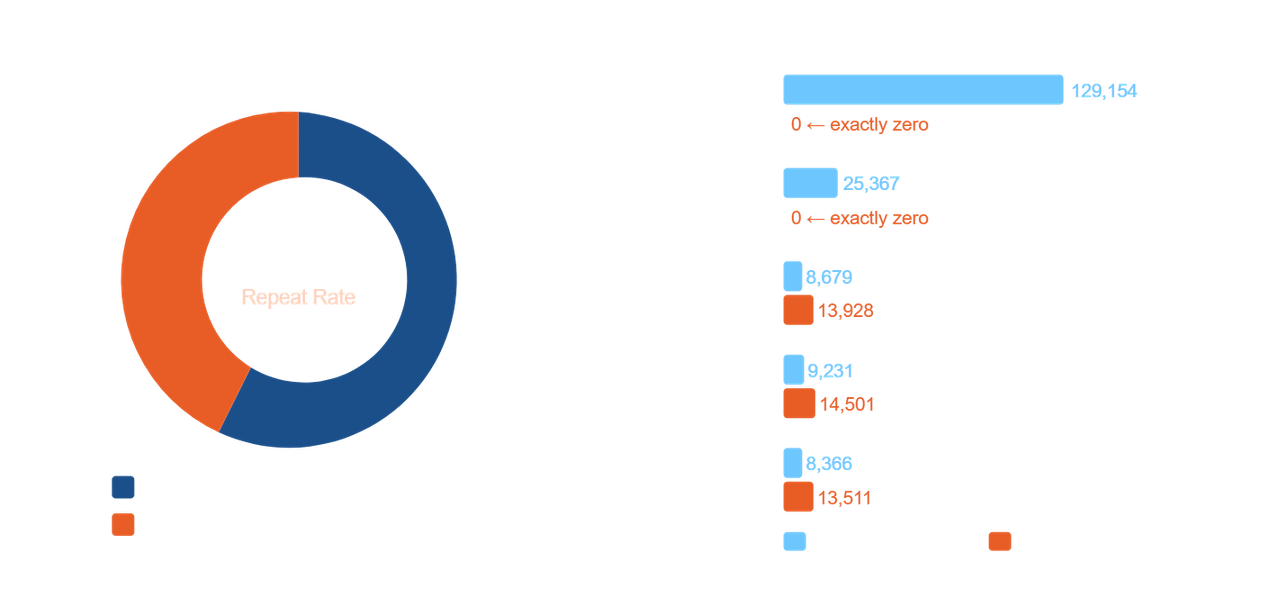 Repeat Rate
129,154
0 ← exactly zero
25,367
0 ← exactly zero
8,679
13,928
9,231
14,501
8,366
13,511